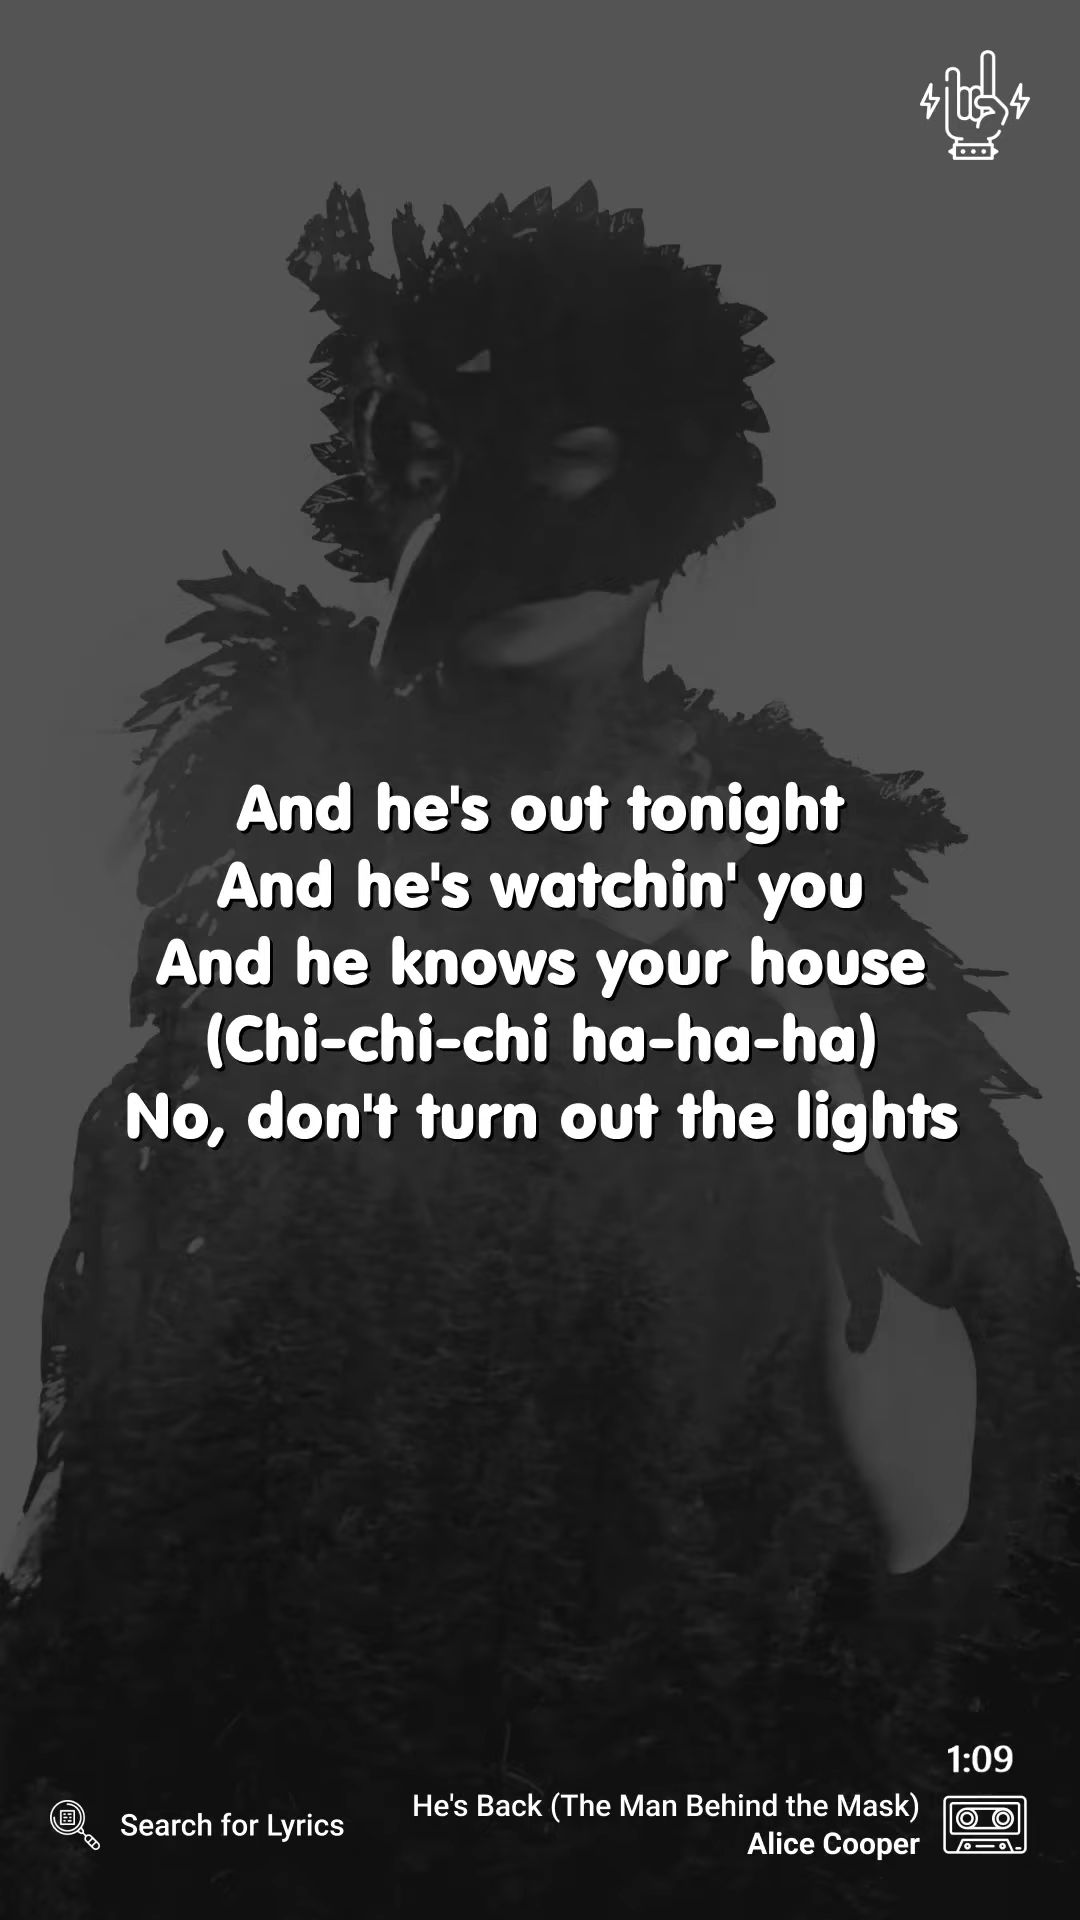 And he's out tonight
And he's watchin' you
And he knows your house
(Chi-chi-chi ha-ha-ha)
No, don't turn out the lights
1:09
Search for Lyrics
He's Back (The Man Behind the Mask)
Alice Cooper